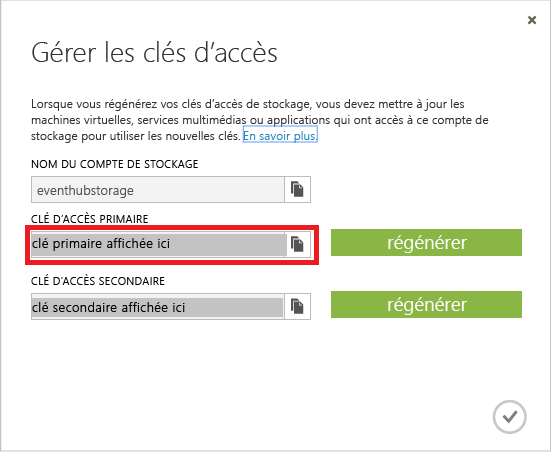 Gérer les clés d’accès
Lorsque vous régénérez vos clés d’accès de stockage, vous devez mettre à jour les
machines virtuelles, services multimédias ou applications qui ont accès à ce compte de
stockage pour utiliser les nouvelles clés. En savoir plus.
NOM DU COMPTE DE STOCKAGE
eventhubstorage
CLÉ D’ACCÈS PRIMAIRE
clé primaire affichée ici
régénérer
CLÉ D’ACCÈS SECONDAIRE
clé secondaire affichée ici
régénérer